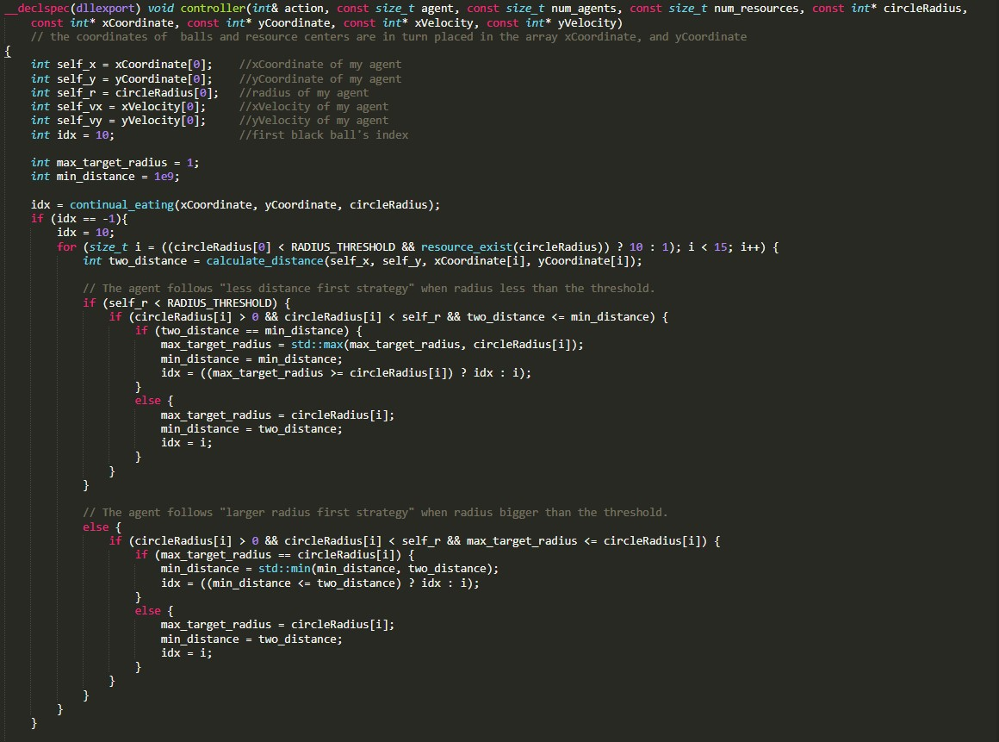 __declspec(dllexport) void controller(int& action, const size_t agent, const size_t num_agents, const size_t num_resources, const int* circleRadius,
    const int* xCoordinate, const int* yCoordinate, const int* xVelocity, const int* yVelocity)
    // the coordinates of  balls and resource centers are in turn placed in the array xCoordinate, and yCoordinate
{
    int self_x = xCoordinate[0];    //xCoordinate of my agent
    int self_y = yCoordinate[0];    //yCoordinate of my agent
    int self_r = circleRadius[0];   //radius of my agent
    int self_vx = xVelocity[0];     //xVelocity of my agent
    int self_vy = yVelocity[0];     //yVelocity of my agent
    int idx = 10;                   //first black ball's index

    int max_target_radius = 1;
    int min_distance = 1e9;

    idx = continual_eating(xCoordinate, yCoordinate, circleRadius);
    if (idx == -1){
        idx = 10;
        for (size_t i = ((circleRadius[0] < RADIUS_THRESHOLD && resource_exist(circleRadius)) ? 10 : 1); i < 15; i++) {
            int two_distance = calculate_distance(self_x, self_y, xCoordinate[i], yCoordinate[i]);

            // The agent follows "less distance first strategy" when radius less than the threshold.
            if (self_r < RADIUS_THRESHOLD) {
                if (circleRadius[i] > 0 && circleRadius[i] < self_r && two_distance <= min_distance) {
                    if (two_distance == min_distance) {
                        max_target_radius = std::max(max_target_radius, circleRadius[i]);
                        min_distance = min_distance;
                        idx = ((max_target_radius >= circleRadius[i]) ? idx : i);
                    }
                    else {
                        max_target_radius = circleRadius[i];
                        min_distance = two_distance;
                        idx = i;
                    }
                }
            }

            // The agent follows "larger radius first strategy" when radius bigger than the threshold.
            else {
                if (circleRadius[i] > 0 && circleRadius[i] < self_r && max_target_radius <= circleRadius[i]) {
                    if (max_target_radius == circleRadius[i]) {
                        min_distance = std::min(min_distance, two_distance);
                        idx = ((min_distance <= two_distance) ? idx : i);
                    }
                    else {
                        max_target_radius = circleRadius[i];
                        min_distance = two_distance;
                        idx = i;
                    }
                }
            }
        }
    }